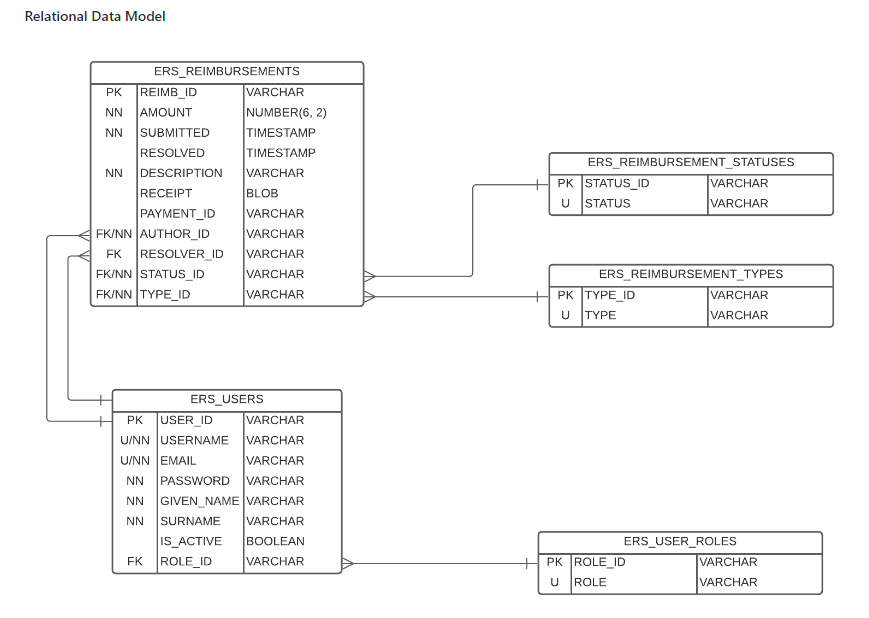 Relational Data Model
ERS_REIMBURSEMENTS
PK REIMB_ID VARCHAR
NN AMOUNT NUMBER(6, 2)
NN SUBMITTED TIMESTAMP
RESOLVED TIMESTAMP
NN DESCRIPTION VARCHAR
RECEIPT BLOB
PAYMENT_ID VARCHAR
FK/NN AUTHOR_ID VARCHAR
FK RESOLVER_ID VARCHAR
FK/NN STATUS_ID VARCHAR
FK/NN TYPE_ID VARCHAR
ERS_REIMBURSEMENT_STATUSES
PK STATUS_ID VARCHAR
U STATUS VARCHAR
ERS_REIMBURSEMENT_TYPES
PK TYPE_ID VARCHAR
U TYPE VARCHAR
ERS_USERS
PK USER_ID VARCHAR
U/NN USERNAME VARCHAR
U/NN EMAIL VARCHAR
NN PASSWORD VARCHAR
NN GIVEN_NAME VARCHAR
NN SURNAME VARCHAR
IS_ACTIVE BOOLEAN
FK ROLE_ID VARCHAR
ERS_USER_ROLES
PK ROLE_ID VARCHAR
U ROLE VARCHAR